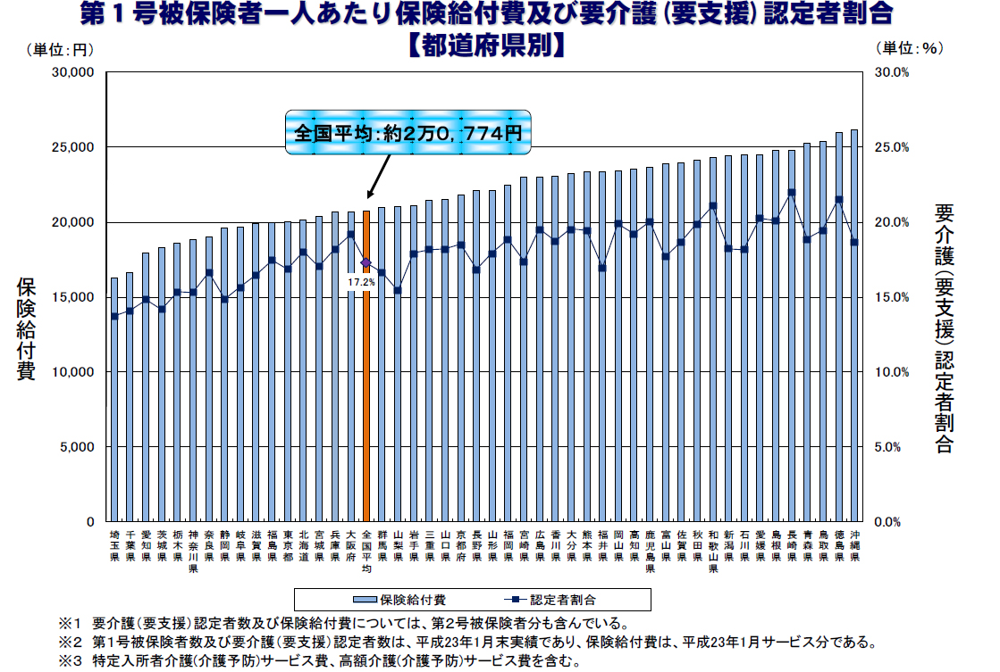 第１号被保険者一人あたり保険給付費及び要介護(要支援)認定者割合
【都道府県別】
（単位：円）
（単位：％）
全国平均：約２万０，７７４円
30,000
25,000
20,000
15,000
10,000
5,000
0
30.0%
25.0%
20.0%
15.0%
10.0%
5.0%
0.0%
17.2%
保険給付費
要介護（要支援）認定者割合
埼玉県
千葉県
愛知県
茨城県
栃木県
神奈川県
奈良県
静岡県
岐阜県
滋賀県
福島県
東京都
北海道
宮城県
兵庫県
大阪府
全国平均
群馬県
山梨県
岩手県
三重県
山口県
京都府
長野県
山形県
福岡県
宮崎県
広島県
香川県
大分県
熊本県
福井県
岡山県
高知県
鹿児島県
富山県
佐賀県
秋田県
和歌山県
新潟県
石川県
愛媛県
島根県
長崎県
青森県
鳥取県
徳島県
沖縄県
保険給付費
認定者割合
※１　要介護（要支援）認定者数及び保険給付費については、第２号被保険者分も含んでいる。
※２　第１号被保険者数及び要介護（要支援）認定者数は、平成23年１月末実績であり、保険給付費は、平成23年１月サービス分である。
※３　特定入所者介護(介護予防)サービス費、高額介護(介護予防)サービス費を含む。